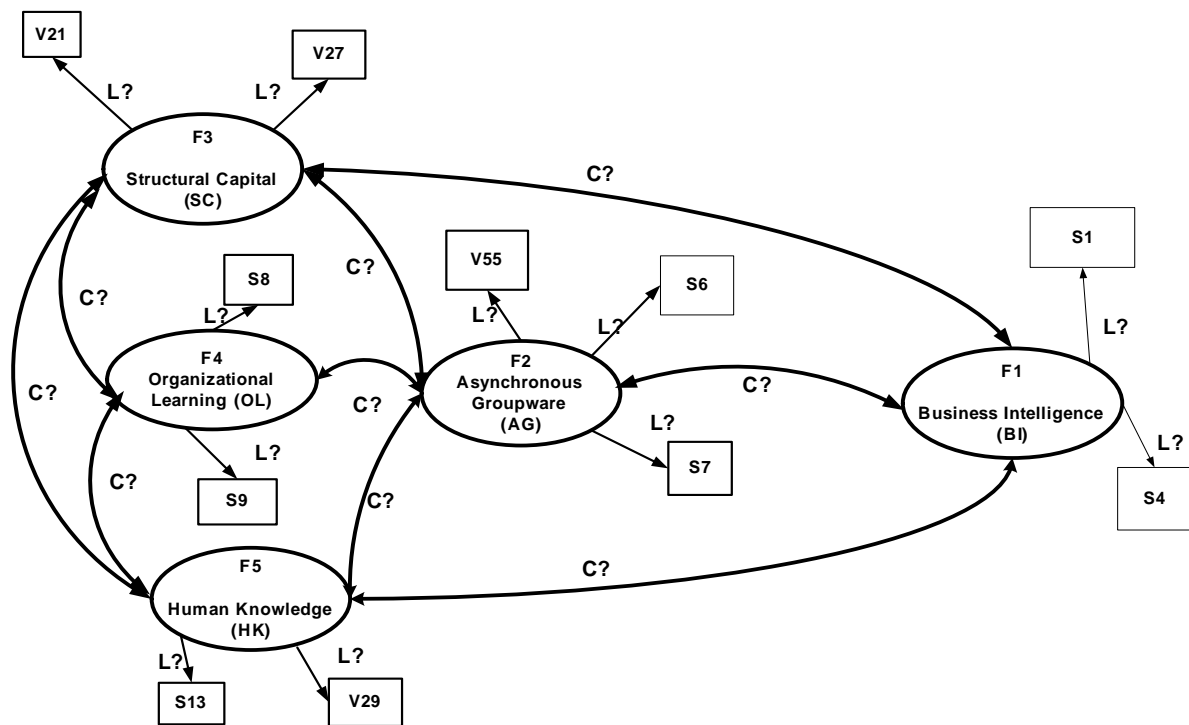 V21
V27
L?
L?
F3
Structural Capital
(SC)
C?
S1
V55
S6
S8
C?
C?
L?
L?
L?
L?
F4
Organizational
Learning (OL)
F2
Asynchronous
Groupware
(AG)
F1
Business Intelligence
(BI)
C?
C?
C?
L?
L?
L?
S7
S9
C?
C?
S4
F5
Human Knowledge
(HK)
C?
L?
L?
S13
V29